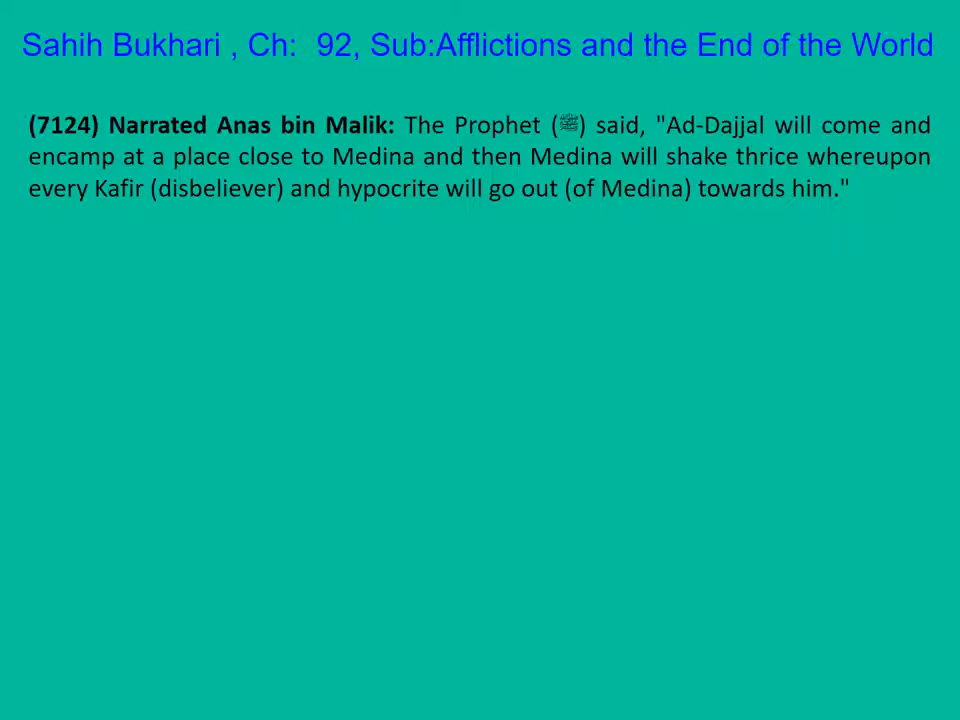 Sahih Bukhari , Ch:  92, Sub:Afflictions and the End of the World
(7124) Narrated Anas bin Malik: The Prophet (ﷺ) said, "Ad-Dajjal will come and
encamp at a place close to Medina and then Medina will shake thrice whereupon
every Kafir (disbeliever) and hypocrite will go out (of Medina) towards him."